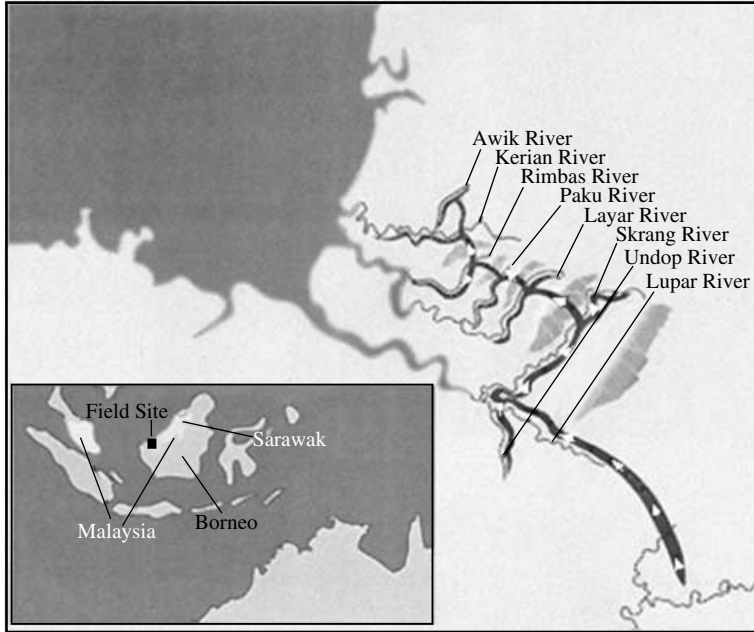 Awik River
Kerian River
Rimbas River
Paku River
Layar River
Skrang River
Undop River
Lupar River
Field Site
Sarawak
Malaysia
Borneo